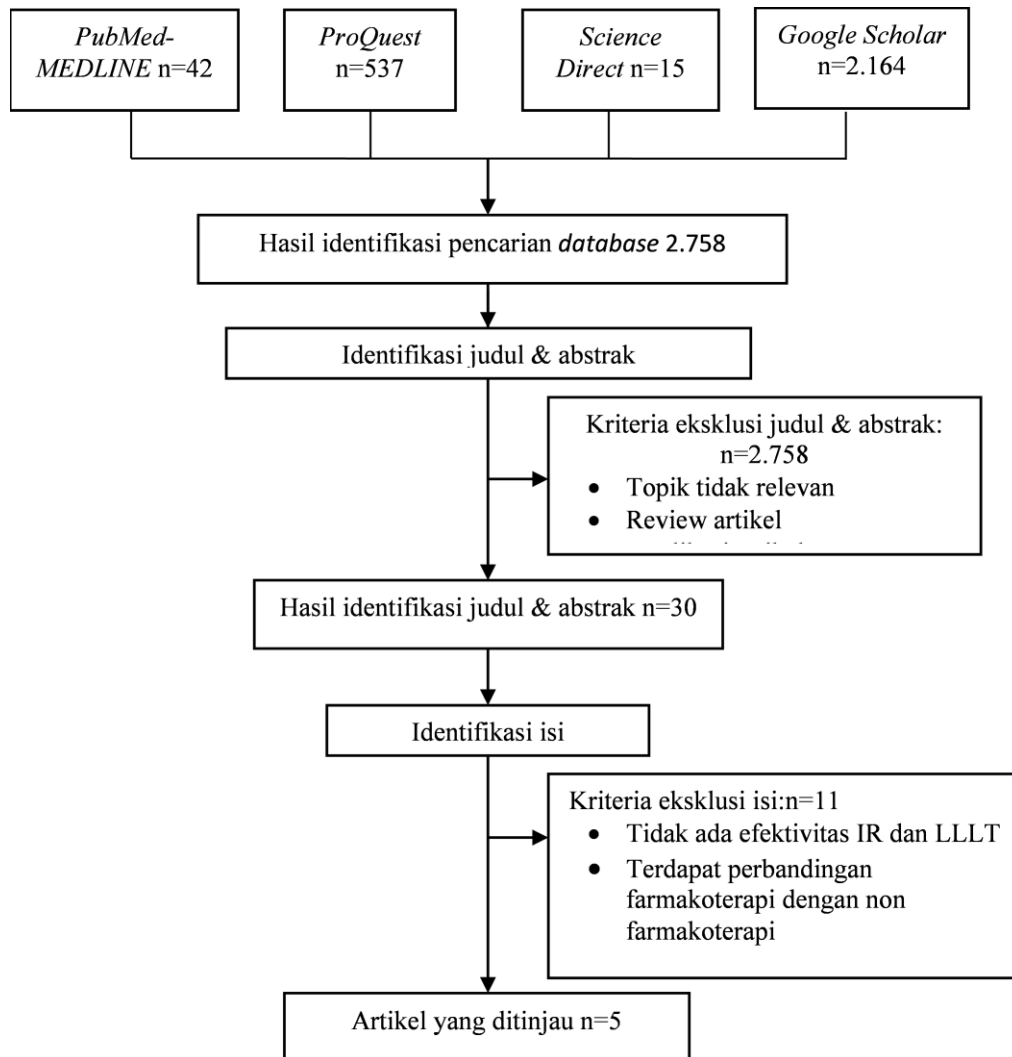 PubMed-
MEDLINE n=42
ProQuest
n=537
Science
Direct n=15
Google Scholar
n=2.164
Hasil identifikasi pencarian database 2.758
Identifikasi judul & abstrak
Kriteria eksklusi judul & abstrak:
n=2.758
• Topik tidak relevan
• Review artikel
Hasil identifikasi judul & abstrak n=30
Identifikasi isi
Kriteria eksklusi isi:n=11
• Tidak ada efektivitas IR dan LLLT
• Terdapat perbandingan
farmakoterapi dengan non
farmakoterapi
Artikel yang ditinjau n=5